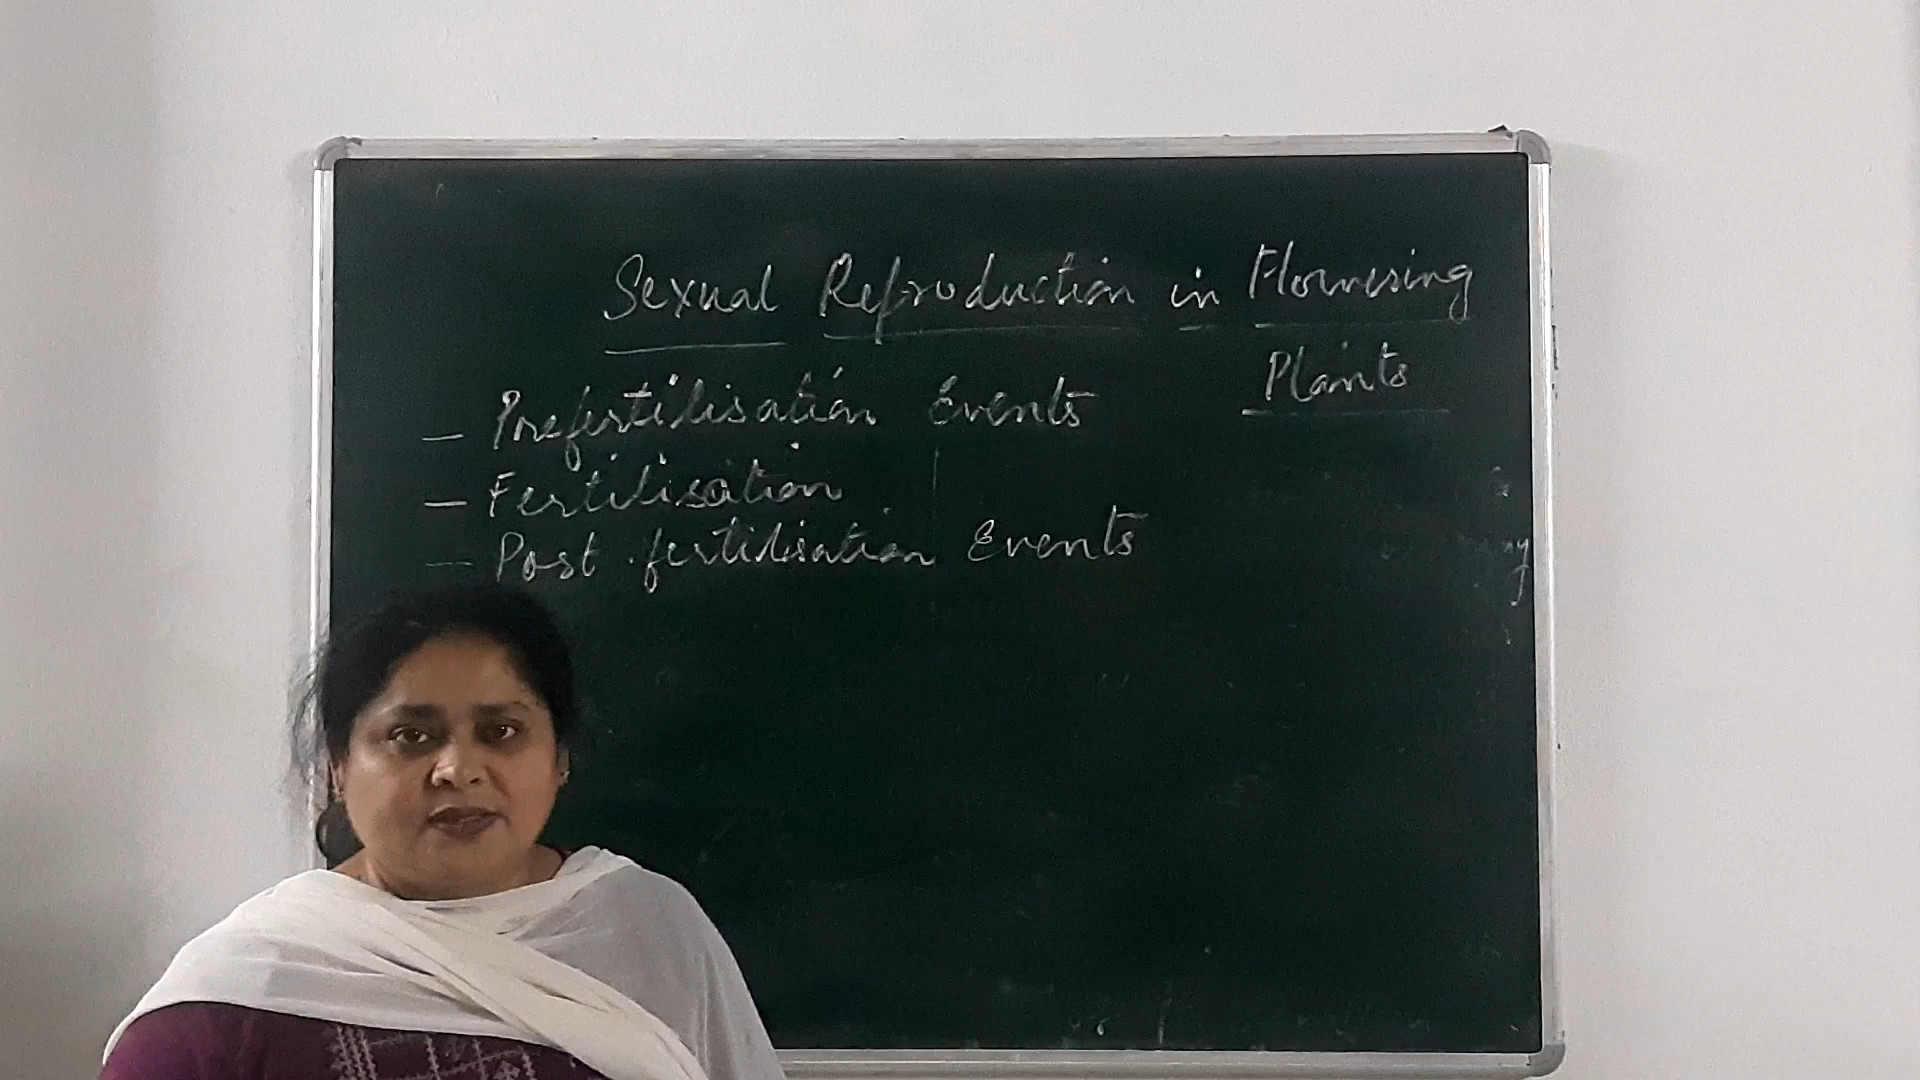 Sexual Reproduction in Flowering
Plants
— Prefertilisation Events
— Fertilisation
— Post fertilisation Events